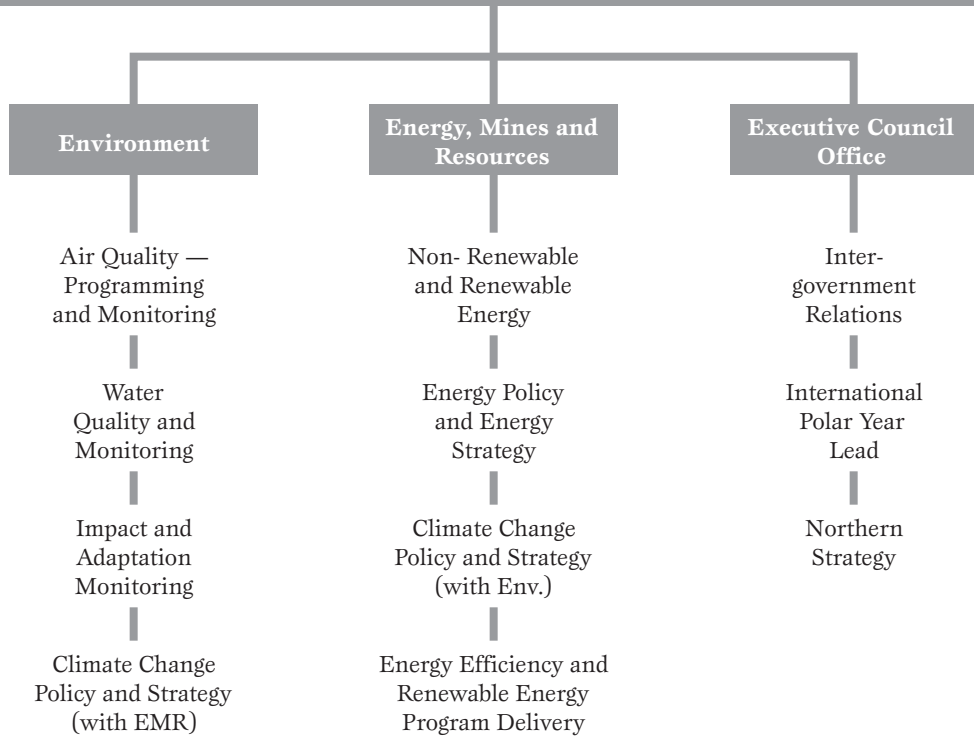 Environment
Air Quality —
Programming
and Monitoring
Water
Quality and
Monitoring
Impact and
Adaptation
Monitoring
Climate Change
Policy and Strategy
(with EMR)
Energy, Mines and
Resources
Non- Renewable
and Renewable
Energy
Energy Policy
and Energy
Strategy
Climate Change
Policy and Strategy
(with Env.)
Energy Efficiency and
Renewable Energy
Program Delivery
Executive Council
Office
Inter-
government
Relations
International
Polar Year
Lead
Northern
Strategy